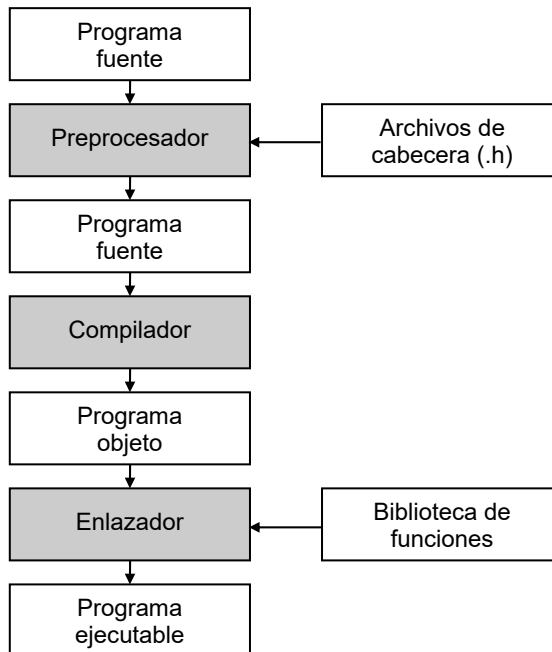 Programa
fuente
Preprocesador
Archivos de
cabecera (.h)
Programa
fuente
Compilador
Programa
objeto
Enlazador
Biblioteca de
funciones
Programa
ejecutable